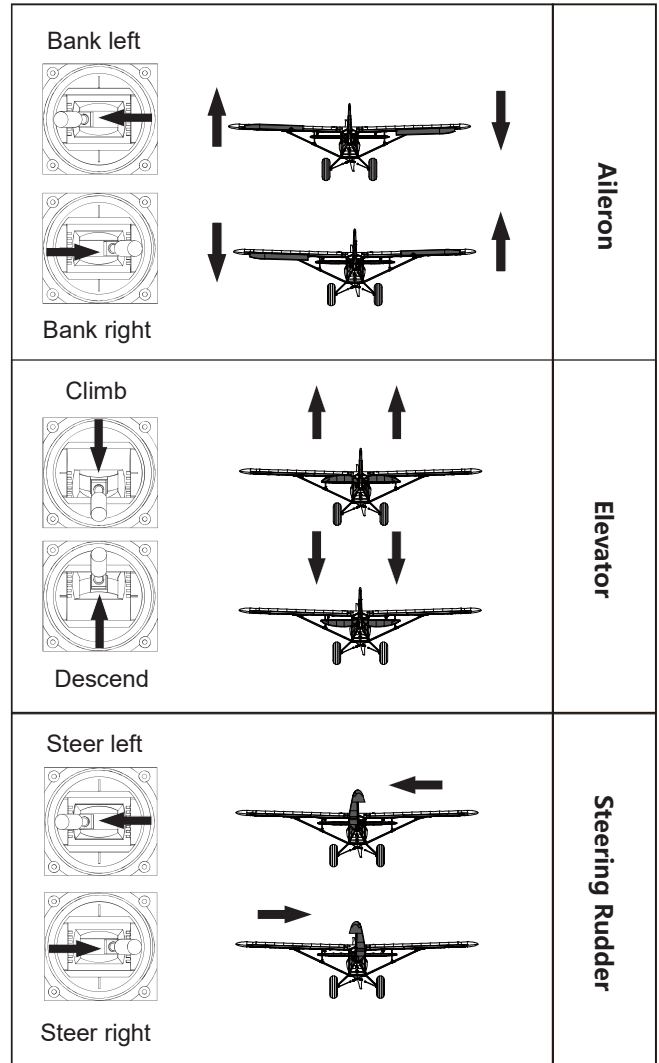 Bank left
Bank right
Aileron
Climb
Descend
Elevator
Steer left
Steer right
Steering Rudder